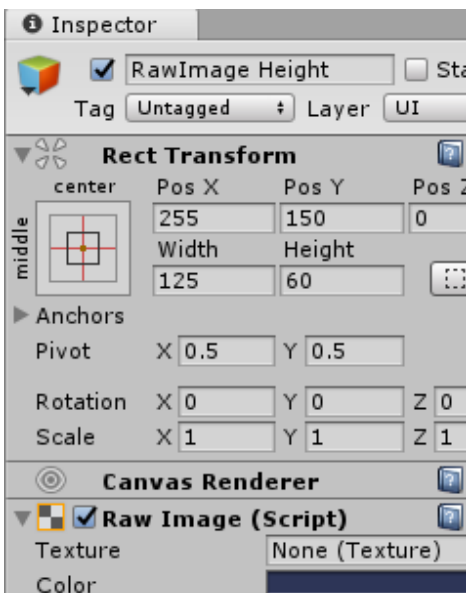 Inspector
RawImage Height Sta
Tag Untagged Layer UI
Rect Transform
center Pos X Pos Y Pos Z
middle
255 150 0
Width Height
125 60
Anchors
Pivot X 0.5 Y 0.5
Rotation X 0 Y 0 Z 0
Scale X 1 Y 1 Z 1
Canvas Renderer
Raw Image (Script)
Texture None (Texture)
Color